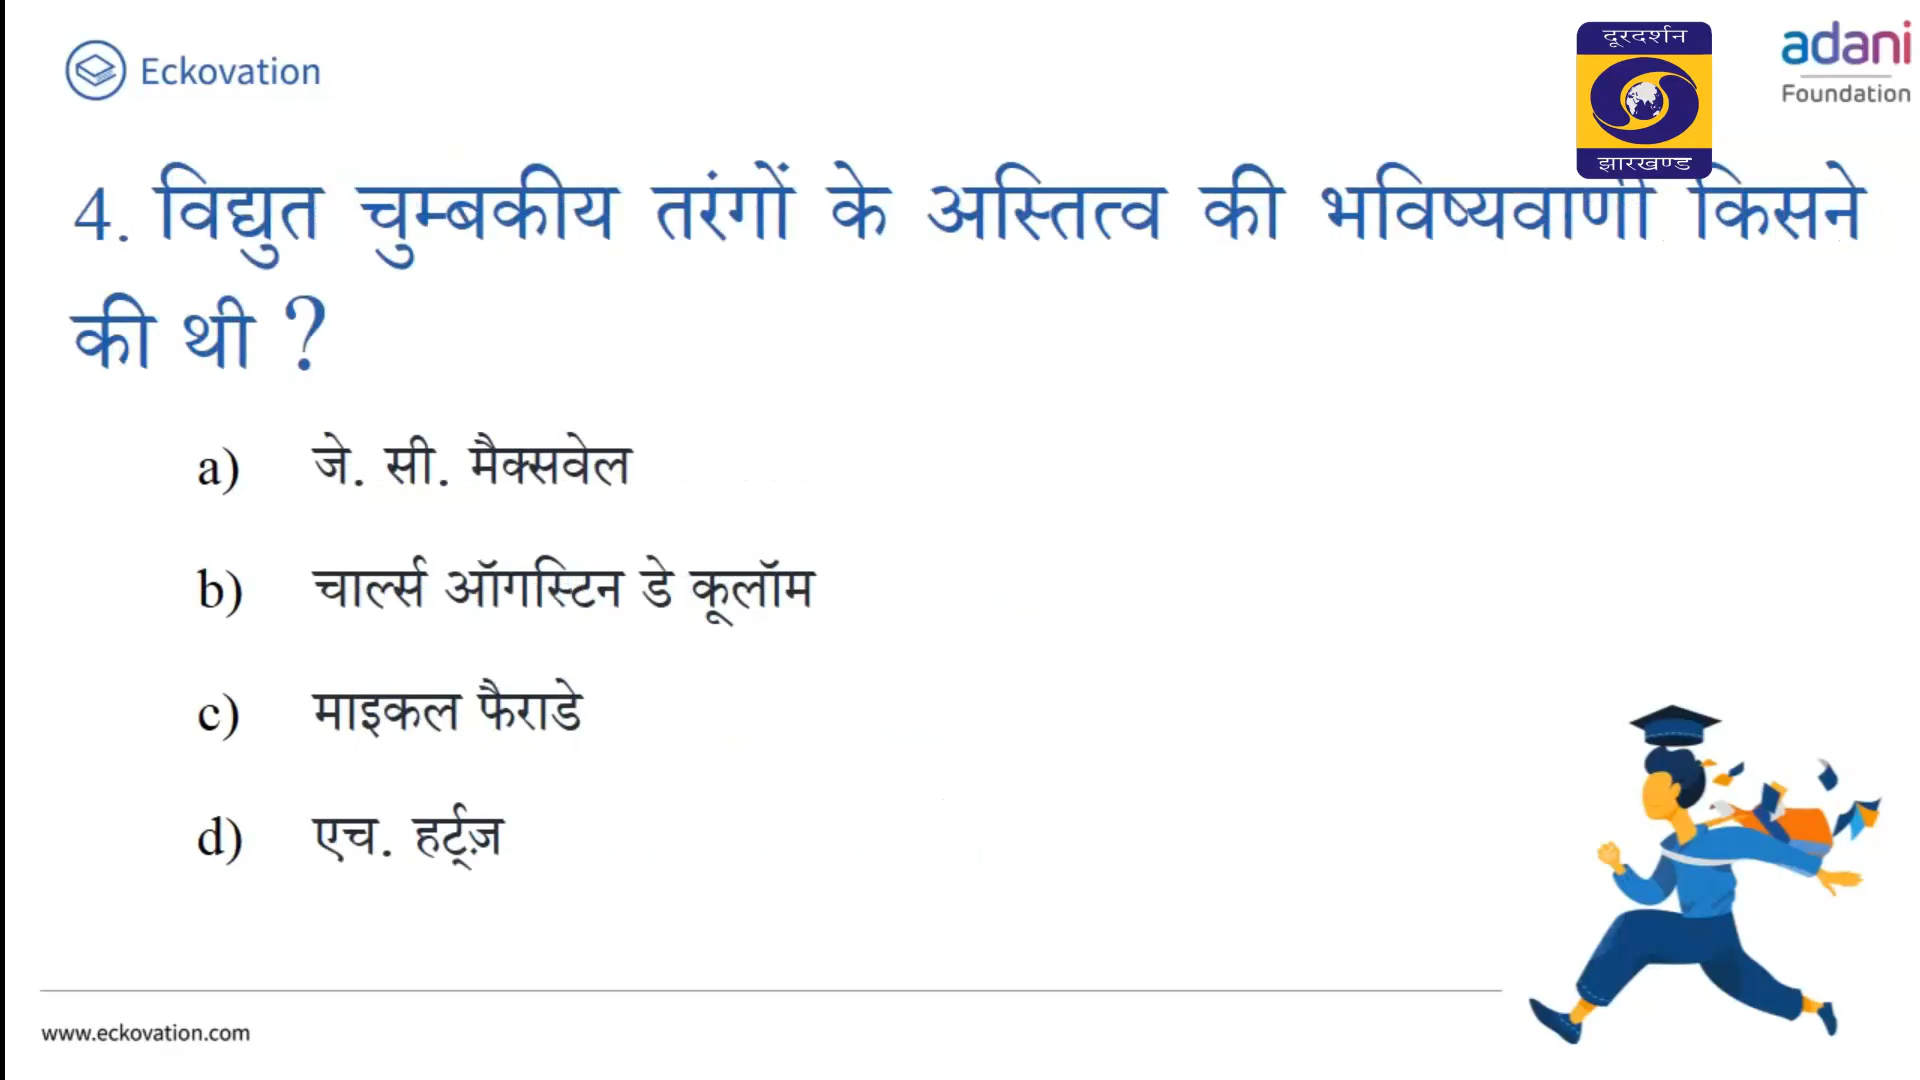 Eckovation
दूरदर्शन
झारखण्ड
adani
Foundation
4. विद्युत चुम्बकीय तरंगों के अस्तित्व की भविष्यवाणी किसने
की थी ?
a) जे. सी. मैक्सवेल
b) चार्ल्स ऑगस्टिन डे कूलॉम
c) माइकल फैराडे
d) एच. हर्ट्ज़
www.eckovation.com